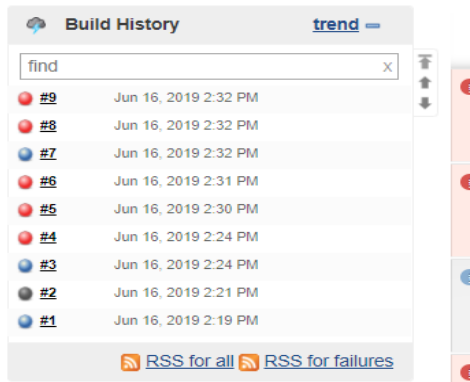 Build History trend
find x
#9 Jun 16, 2019 2:32 PM
#8 Jun 16, 2019 2:32 PM
#7 Jun 16, 2019 2:32 PM
#6 Jun 16, 2019 2:31 PM
#5 Jun 16, 2019 2:30 PM
#4 Jun 16, 2019 2:24 PM
#3 Jun 16, 2019 2:24 PM
#2 Jun 16, 2019 2:21 PM
#1 Jun 16, 2019 2:19 PM
RSS for all RSS for failures